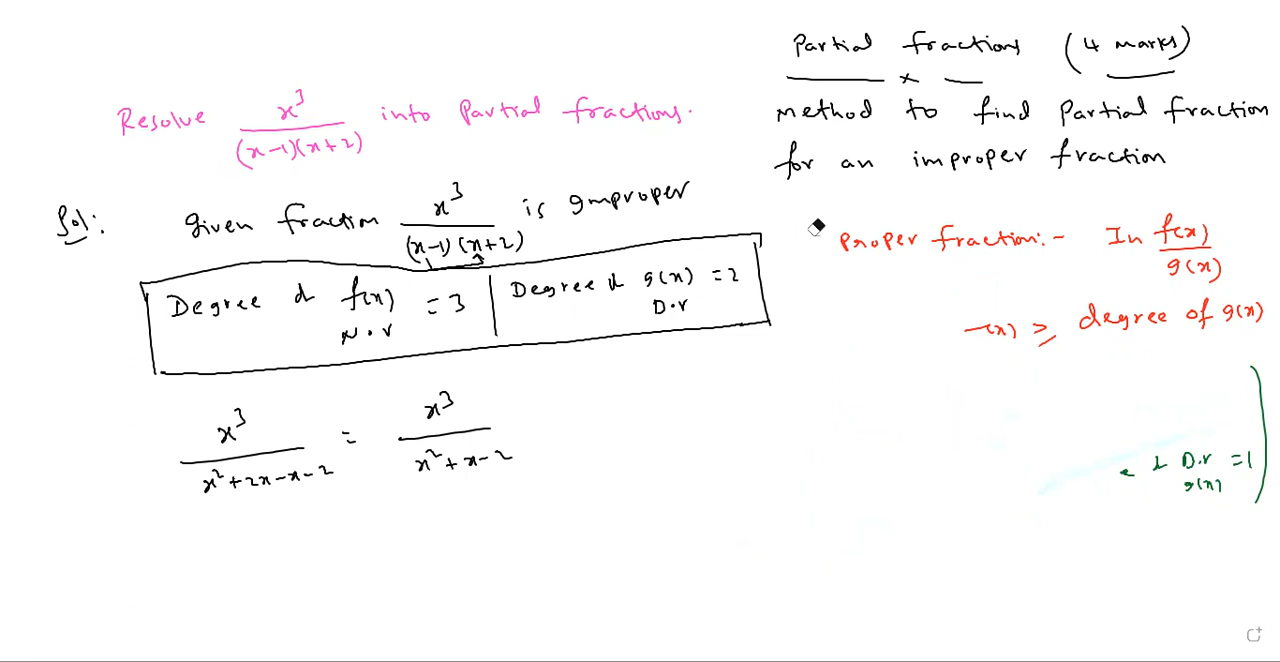 Partial fractions (4 marks)
method to find Partial fraction
for an improper fraction
Resolve x³/(x-1)(x+2) into Partial fractions.
Sol: Given fraction x³/(x-1)(x+2) is improper
Degree of f(x) = 3 | Degree of g(x) = 2
N.r D.r
x³/x²+2x-x-2 = x³/x²+x-2
Proper fraction:- In f(x)/g(x)
(x) ≥ degree of g(x)
D.r = 1
g(x)